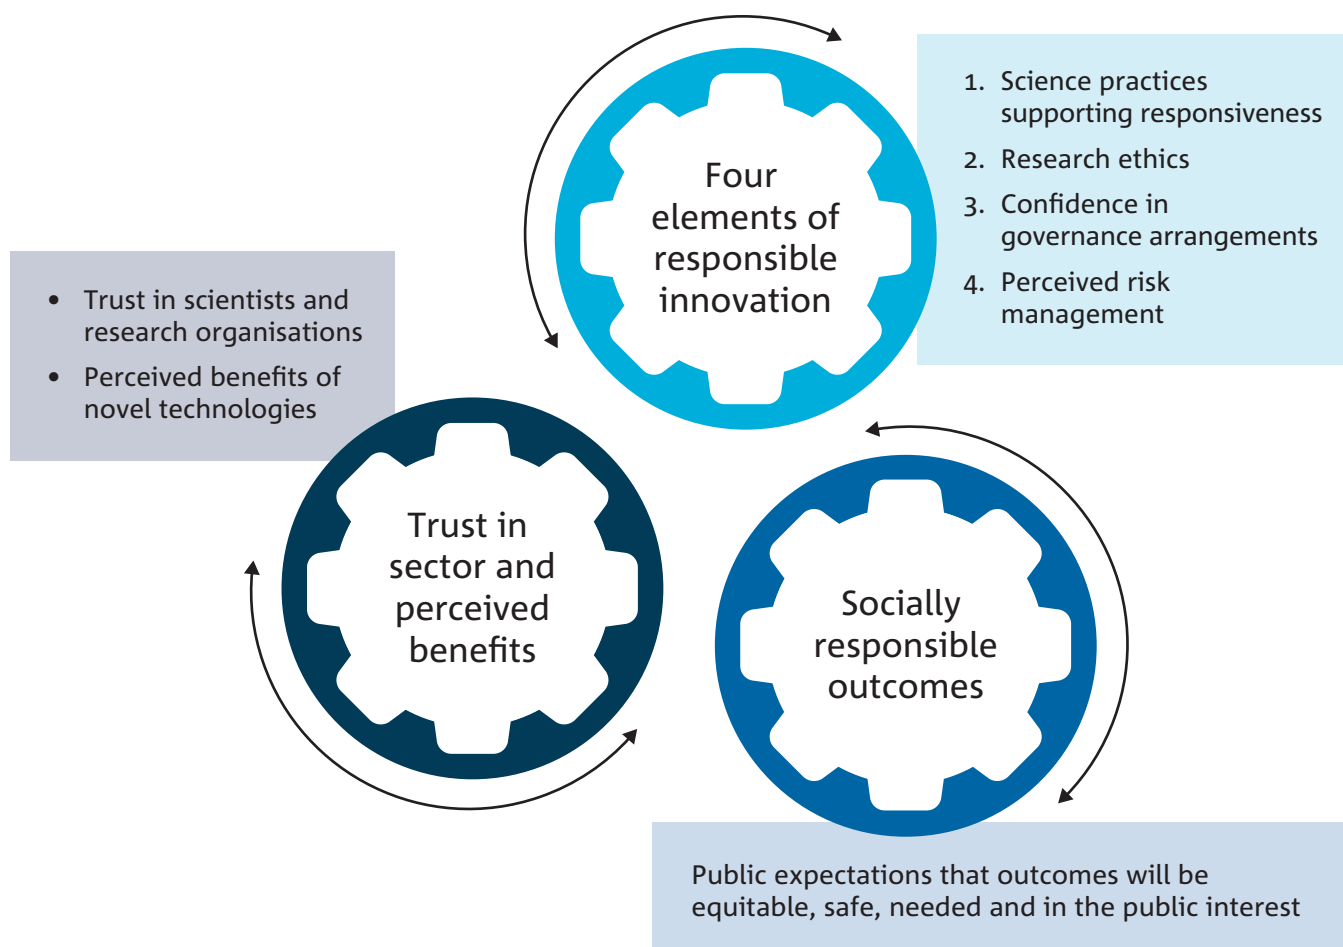 Four
elements of
responsible
innovation
1. Science practices
supporting responsiveness
2. Research ethics
3. Confidence in
governance arrangements
4. Perceived risk
management
• Trust in scientists and
research organisations
• Perceived benefits of
novel technologies
Trust in
sector and
perceived
benefits
Socially
responsible
outcomes
Public expectations that outcomes will be
equitable, safe, needed and in the public interest